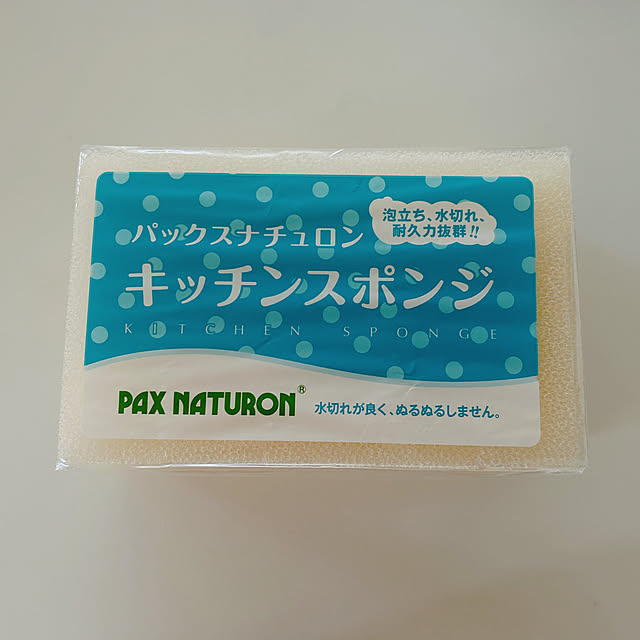 泡立ち、水切れ、
耐久力抜群!!
パックスナチュロン
キッチンスポンジ
KITCHEN SPONGE
PAX NATURON®
水切れが良く、ぬるぬるしません。